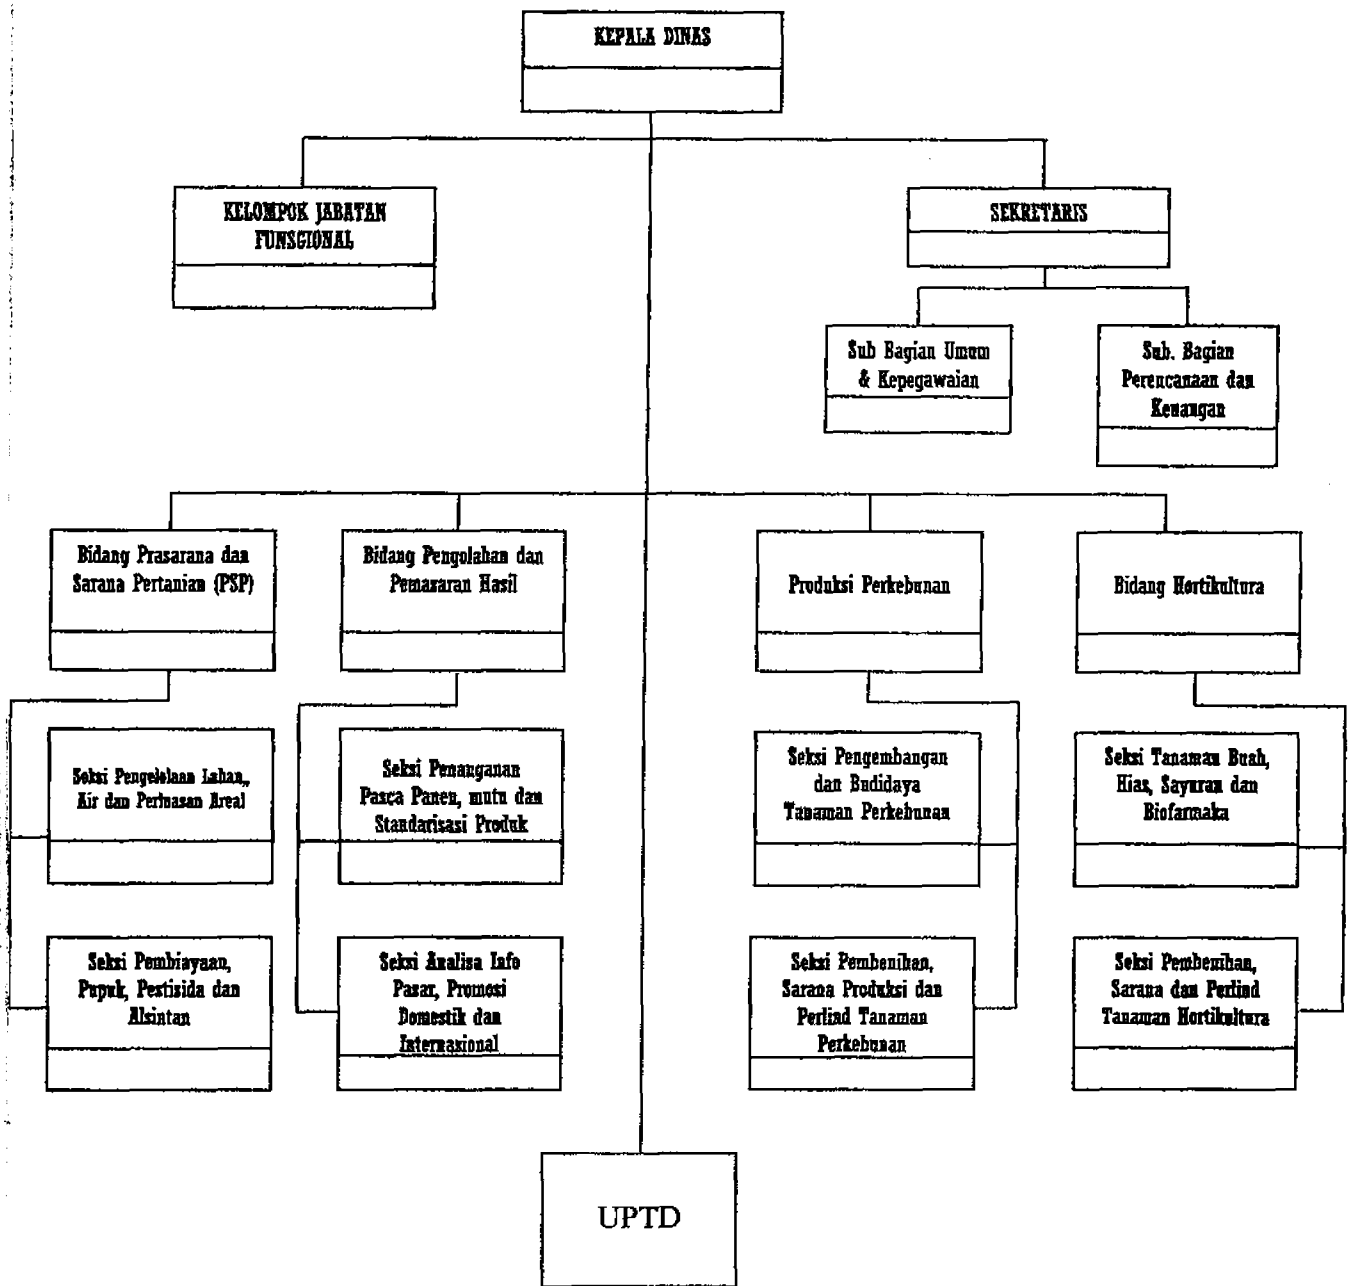 KEPALA DINAS
KELOMPOK JABATAN
FUNSGIONAL
SEKRETARIS
Sub Bagian Umum
& Kepegawaian
Sub. Bagian
Perencanaan dan
Keuangan
Bidang Prasarana dan
Sarana Pertanian (PSP)
Bidang Pengolahan dan
Pemasaran Hasil
Produksi Perkebunan
Bidang Hortikultura
Seksi Pengelolaan Lahan,,
Air dan Perluasan Areal
Seksi Penanganan
Pasca Panen, mutu dan
Standarisasi Produk
Seksi Pengembangan
dan Budidaya
Tanaman Perkebunan
Seksi Tanaman Buah,
Hias, Sayuran dan
Biofarmaka
Seksi Pembiayaan,
Pupuk, Pestisida dan
Alsintan
Seksi Analisa Info
Pasar, Promosi
Domestik dan
Internasional
Seksi Pembenihan,
Sarana Produksi dan
Perlind Tanaman
Perkebunan
Seksi Pembenihan,
Sarana dan Perlind
Tanaman Hortikultura
UPTD